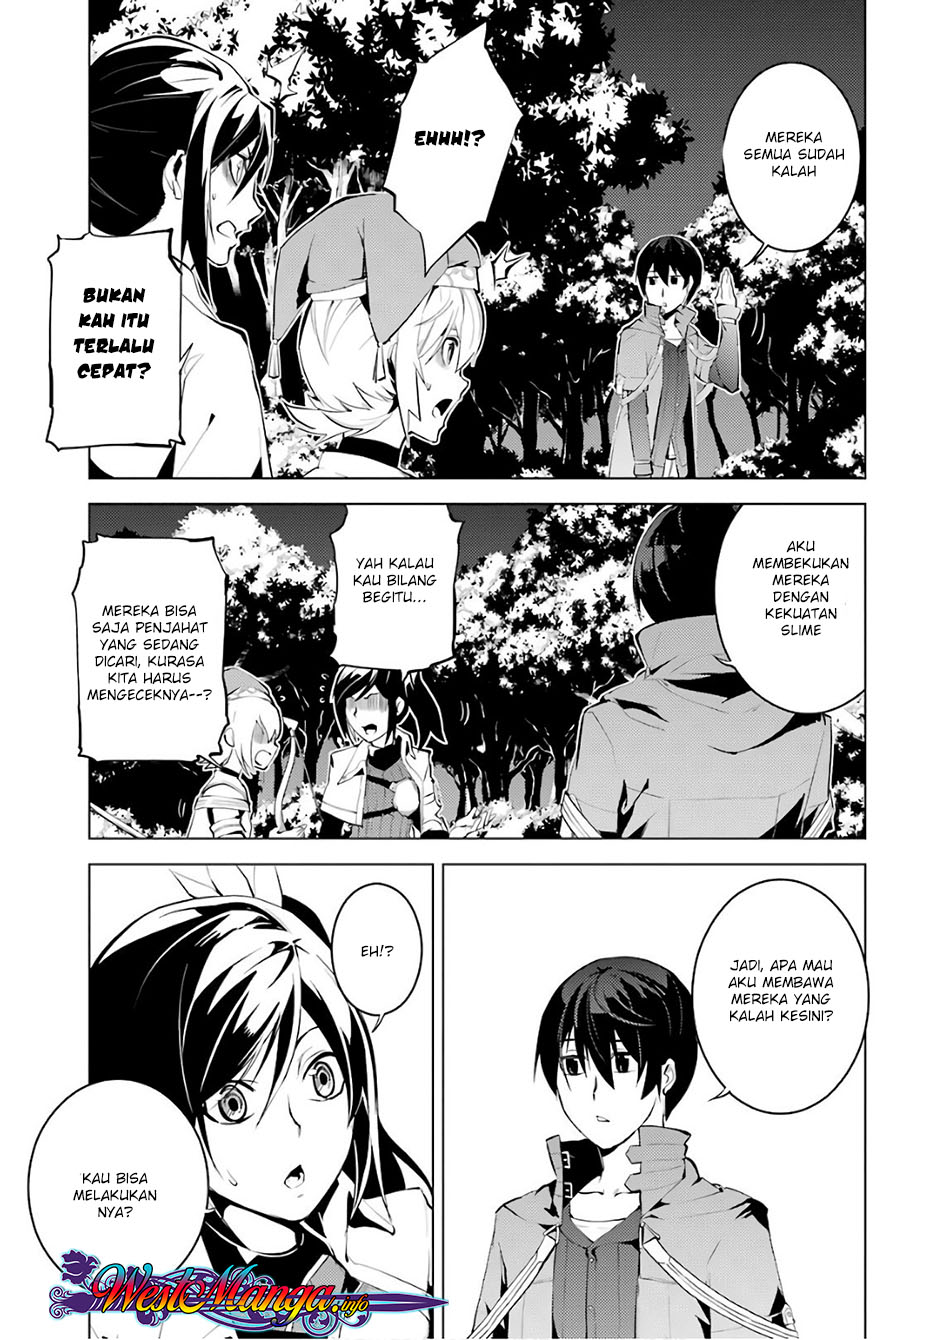 MEREKA
SEMUA SUDAH
KALAH
EHHH!?
BUKAN
KAH ITU
TERLALU
CEPAT?
AKU
MEMBEKUKAN
MEREKA
DENGAN
KEKUATAN
SLIME
YAH KALAU
KAU BILANG
BEGITU...
MEREKA BISA
SAJA PENJAHAT
YANG SEDANG
DICARI, KURASA
KITA HARUS
MENGECEKNYA--?
JADI, APA MAU
AKU MEMBAWA
MEREKA YANG
KALAH KESINI?
EH!?
KAU BISA
MELAKUKAN
NYA?
WESTMANGA.info